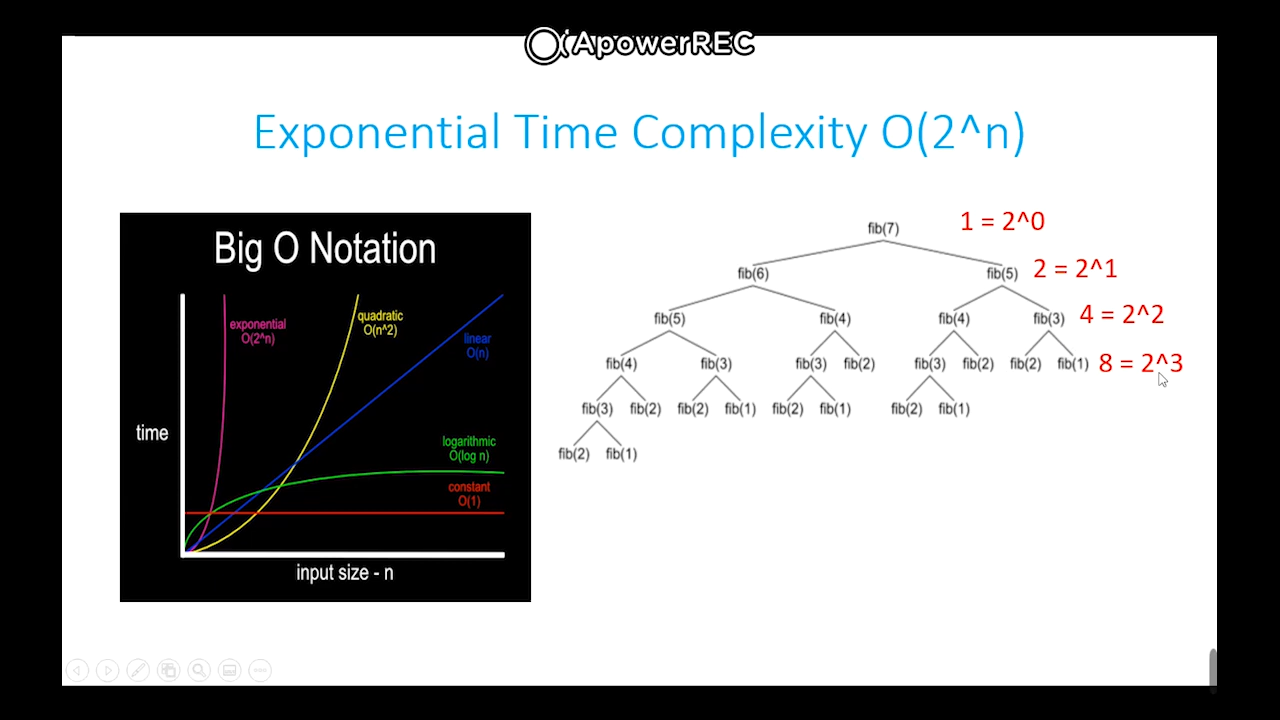 ApowerREC
Exponential Time Complexity O(2^n)
Big O Notation
exponential
O(2^n)
quadratic
O(n^2)
linear
O(n)
logarithmic
O(log n)
constant
O(1)
time
input size - n
fib(7) 1 = 2^0
fib(6) fib(5) 2 = 2^1
fib(5) fib(4) fib(4) fib(3) 4 = 2^2
fib(4) fib(3) fib(3) fib(2) fib(3) fib(2) fib(2) fib(1) 8 = 2^3
fib(3) fib(2) fib(2) fib(1) fib(2) fib(1) fib(2) fib(1)
fib(2) fib(1)